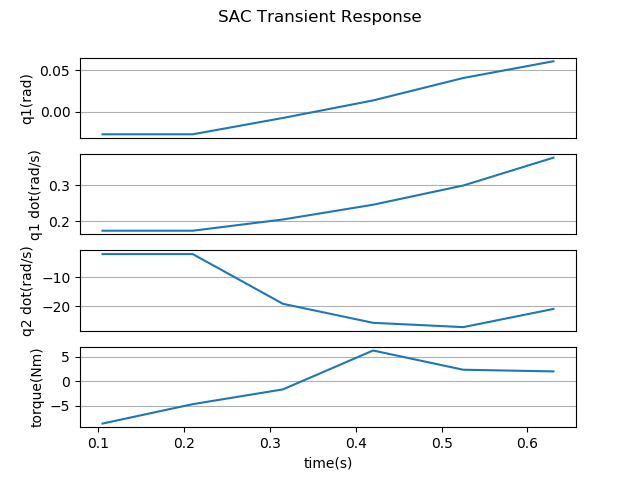 SAC Transient Response
q1(rad)
0.05
0.00
q1 dot(rad/s)
0.3
0.2
q2 dot(rad/s)
−10
−20
torque(Nm)
5
0
−5
0.1 0.2 0.3 0.4 0.5 0.6
time(s)